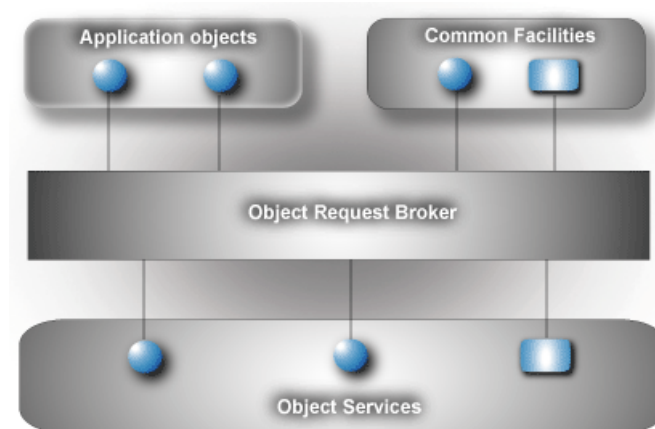 Application objects
Common Facilities
Object Request Broker
Object Services